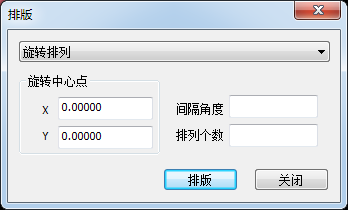 排版
旋转排列
旋转中心点
X 0.00000
间隔角度
Y 0.00000
排列个数
排版 关闭